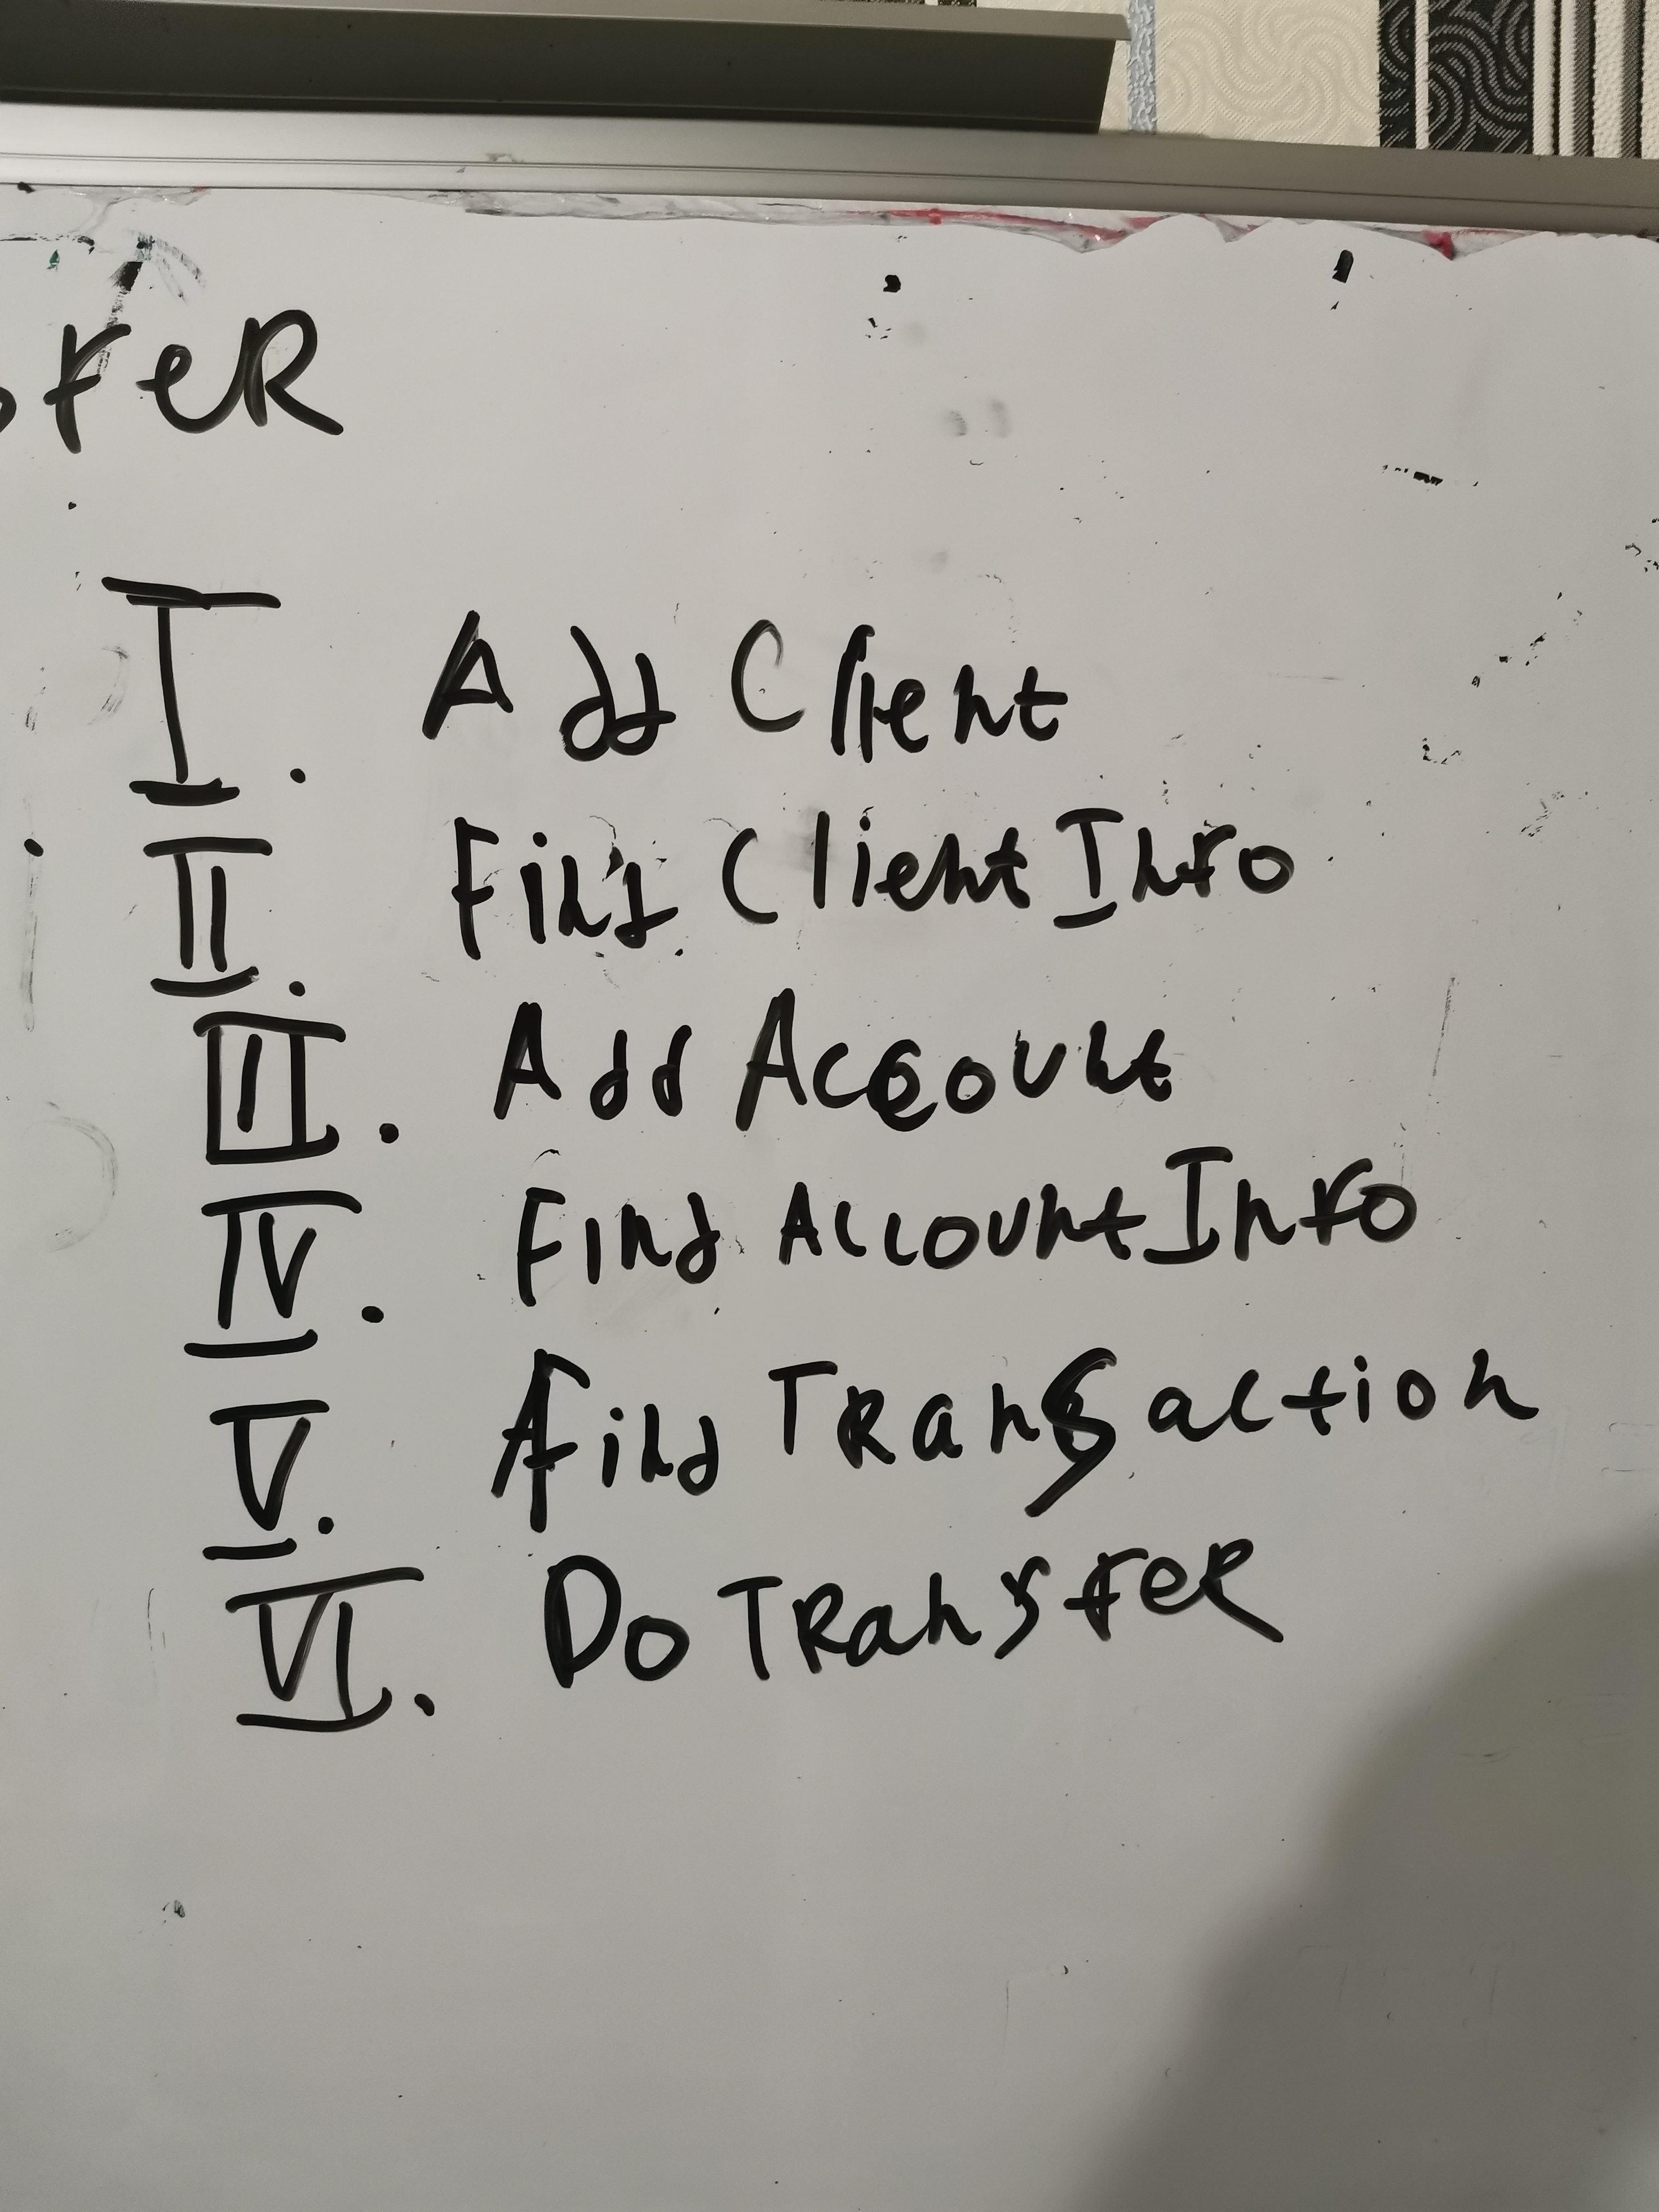 sfeR
I. Add Client
II. Find Client Info
III. Add Account
IV. Find Account Info
V. Find TRansaction
VI. Do TRansfeR